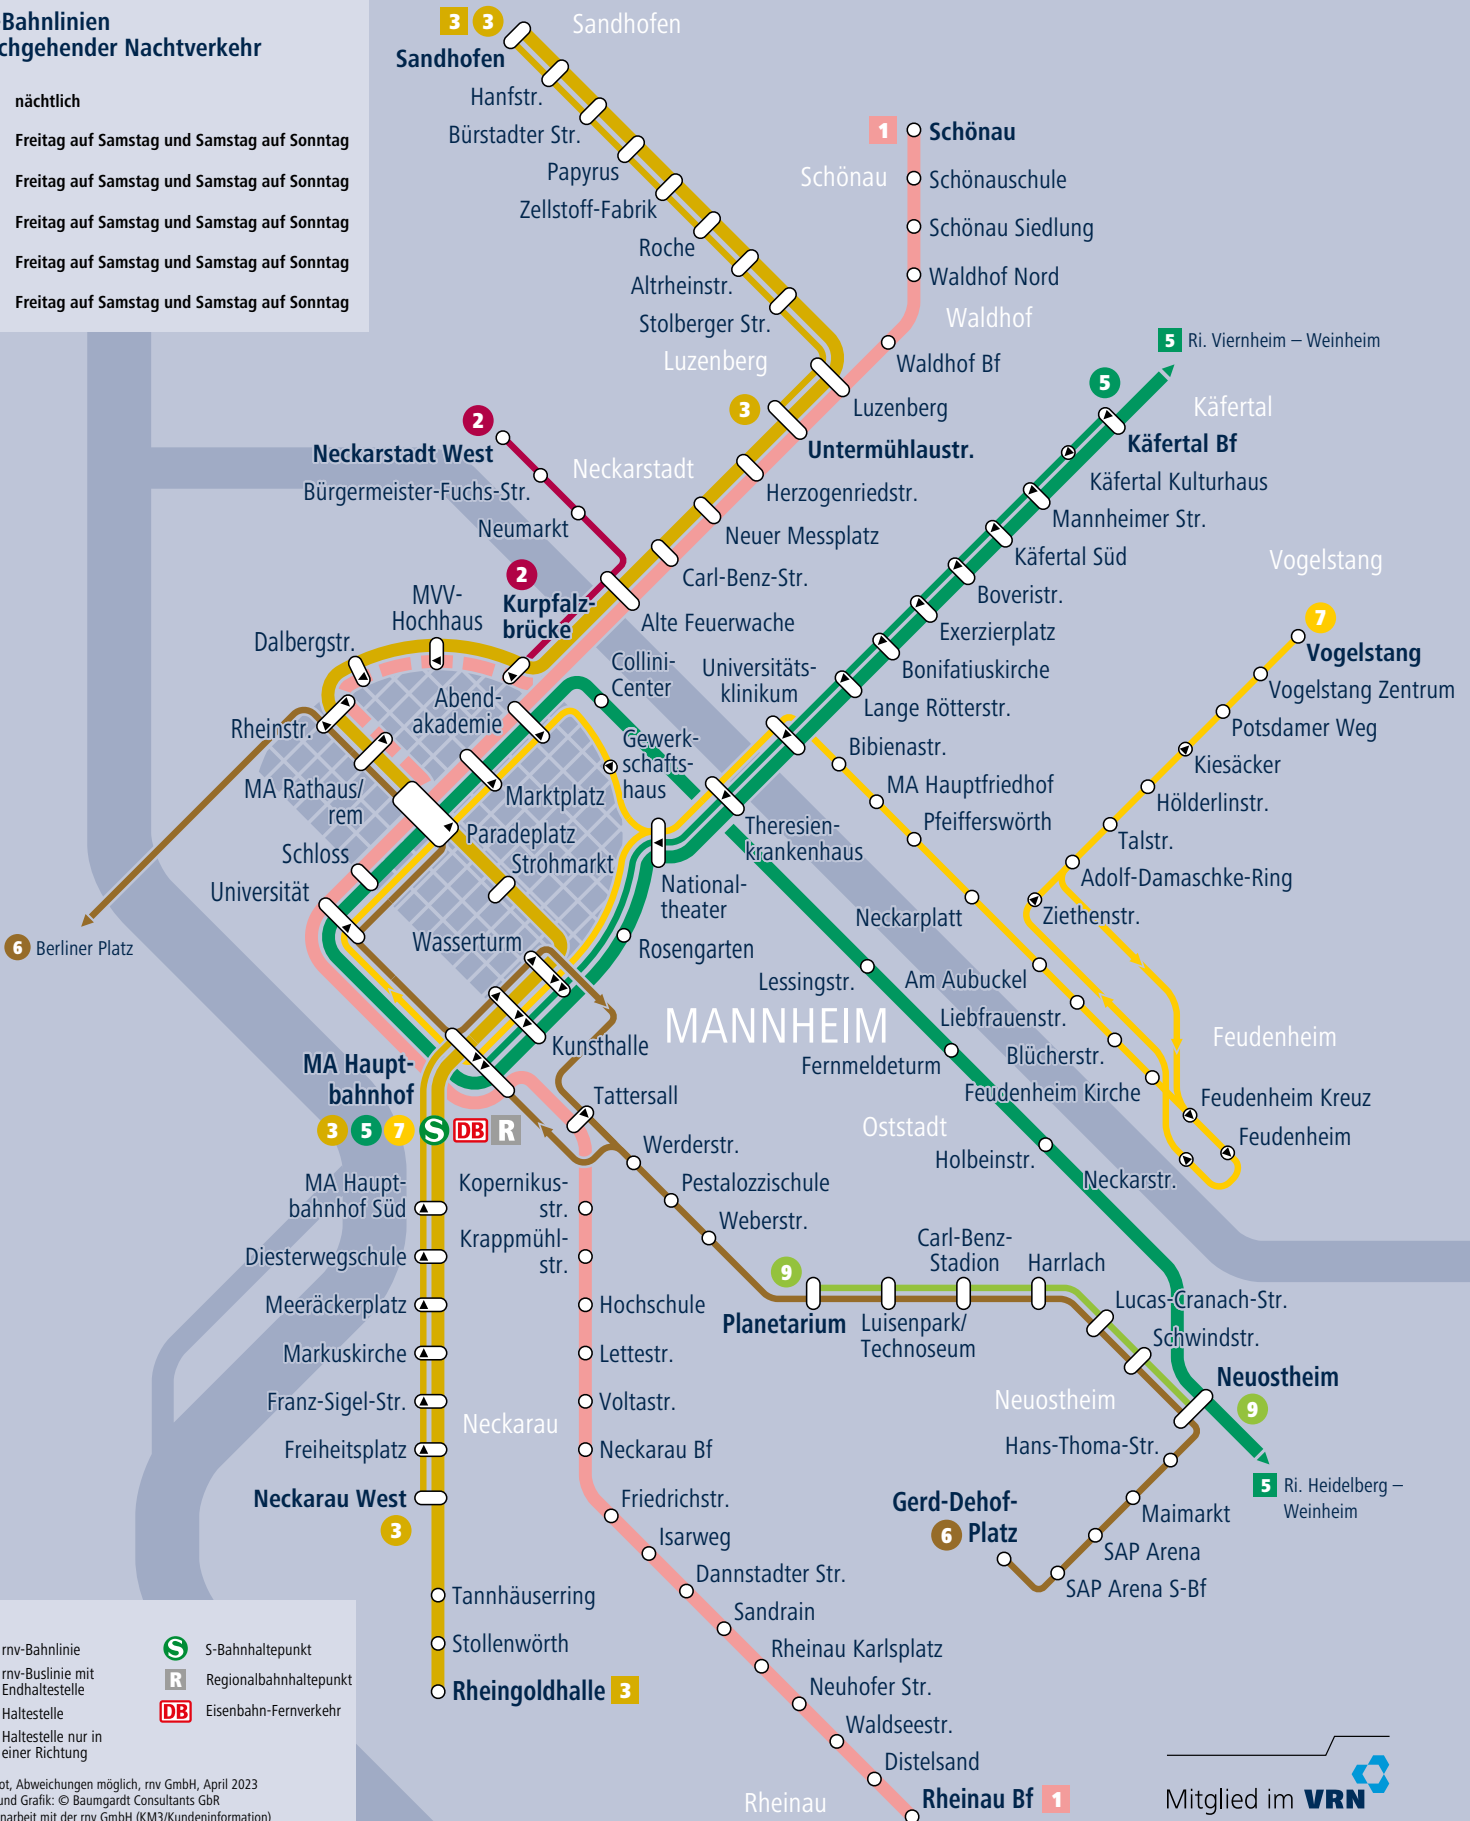 Bahnlinien
chgehender Nachtverkehr
nächtlich
Freitag auf Samstag und Samstag auf Sonntag
Freitag auf Samstag und Samstag auf Sonntag
Freitag auf Samstag und Samstag auf Sonntag
Freitag auf Samstag und Samstag auf Sonntag
Freitag auf Samstag und Samstag auf Sonntag
3 3
Sandhofen
Sandhofen
Hanfstr.
Bürstadter Str.
Papyrus
Zellstoff-Fabrik
Roche
Altrheinstr.
Stolberger Str.
Luzenberg
1 Schönau
Schönau
Schönauschule
Schönau Siedlung
Waldhof Nord
Waldhof
Waldhof Bf
Luzenberg
3
Untermühlaustr.
Herzogenriedstr.
Neuer Messplatz
Carl-Benz-Str.
Alte Feuerwache
5 Ri. Viernheim – Weinheim
5
Käfertal
Käfertal Bf
Käfertal Kulturhaus
Mannheimer Str.
Käfertal Süd
Boveristr.
Exerzierplatz
Bonifatiuskirche
Lange Rötterstr.
Universitäts-
klinikum
2
Neckarstadt West
Neckarstadt
Bürgermeister-Fuchs-Str.
Neumarkt
2
Kurpfalz-
brücke
MVV-
Hochhaus
Dalbergstr.
Rheinstr.
MA Rathaus/
rem
Abend-
akademie
Collini-
Center
Gewerk-
schafts-
haus
Marktplatz
Paradeplatz
Strohmarkt
Schloss
Universität
Wasserturm
6 Berliner Platz
Theresien-
krankenhaus
National-
theater
Rosengarten
Kunsthalle
MANNHEIM
Vogelstang
7
Vogelstang
Vogelstang Zentrum
Potsdamer Weg
Kiesäcker
Hölderlinstr.
Talstr.
Adolf-Damaschke-Ring
Ziethenstr.
Bibienastr.
MA Hauptfriedhof
Pfeifferswörth
Neckarplatt
Am Aubuckel
Liebfrauenstr.
Blücherstr.
Feudenheim Kirche
Feudenheim
Feudenheim Kreuz
Feudenheim
Neckarstr.
Lessingstr.
Fernmeldeturm
Oststadt
Holbeinstr.
MA Haupt-
bahnhof
3 5 7 S DB R
Tattersall
Werderstr.
Pestalozzischule
Weberstr.
9
Planetarium
Luisenpark/
Technoseum
Carl-Benz-
Stadion
Harrlach
Lucas-Cranach-Str.
Schwindstr.
Neuostheim
9
Neuostheim
Hans-Thoma-Str.
Maimarkt
SAP Arena
SAP Arena S-Bf
Gerd-Dehof-
6 Platz
5 Ri. Heidelberg –
Weinheim
MA Haupt-
bahnhof Süd
Diesterwegschule
Meeräckerplatz
Markuskirche
Franz-Sigel-Str.
Freiheitsplatz
Neckarau West
3
Tannhäuserring
Stollenwörth
Rheingoldhalle 3
Kopernikus-
str.
Krappmühl-
str.
Hochschule
Lettestr.
Voltastr.
Neckarau
Neckarau Bf
Friedrichstr.
Isarweg
Dannstadter Str.
Sandrain
Rheinau Karlsplatz
Neuhofer Str.
Waldseestr.
Distelsand
Rheinau
Rheinau Bf 1
rnv-Bahnlinie
rnv-Buslinie mit
Endhaltestelle
Haltestelle
Haltestelle nur in
einer Richtung
S S-Bahnhaltepunkt
R Regionalbahnhaltepunkt
DB Eisenbahn-Fernverkehr
ot, Abweichungen möglich, rnv GmbH, April 2023
und Grafik: © Baumgardt Consultants GbR
narbeit mit der rnv GmbH (KM3/Kundeninformation)
Mitglied im VRN